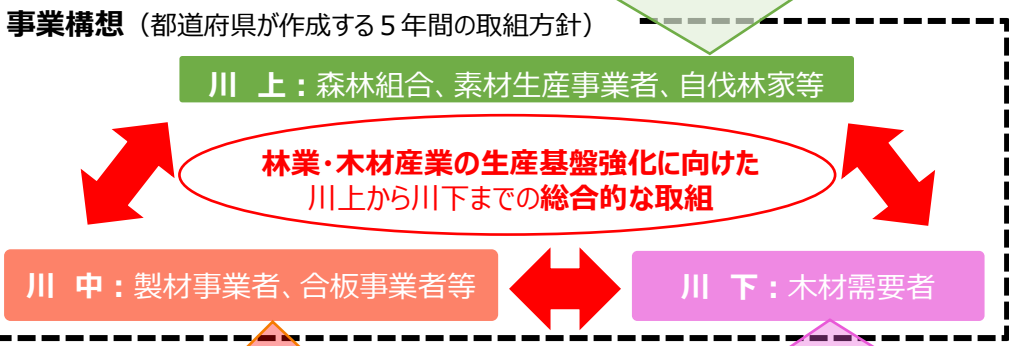 事業構想（都道府県が作成する５年間の取組方針）
川 上：森林組合、素材生産事業者、自伐林家等
林業・木材産業の生産基盤強化に向けた
川上から川下までの総合的な取組
川 中：製材事業者、合板事業者等
川 下：木材需要者